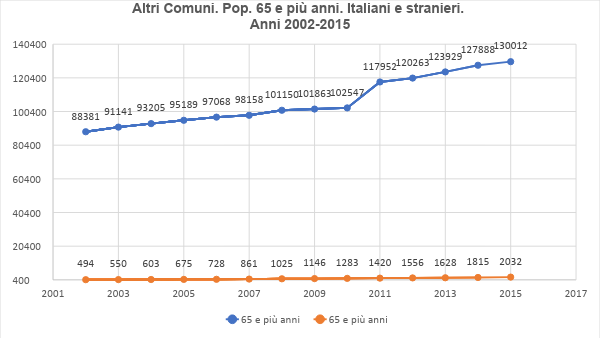 Altri Comuni. Pop. 65 e più anni. Italiani e stranieri.
Anni 2002-2015
140400
120400
100400
80400
60400
40400
20400
400
88381 91141 93205 95189 97068 98158 101150 101863 102547 117952 120263 123929 127888 130012
494 550 603 675 728 861 1025 1146 1283 1420 1556 1628 1815 2032
2001 2003 2005 2007 2009 2011 2013 2015 2017
65 e più anni 65 e più anni